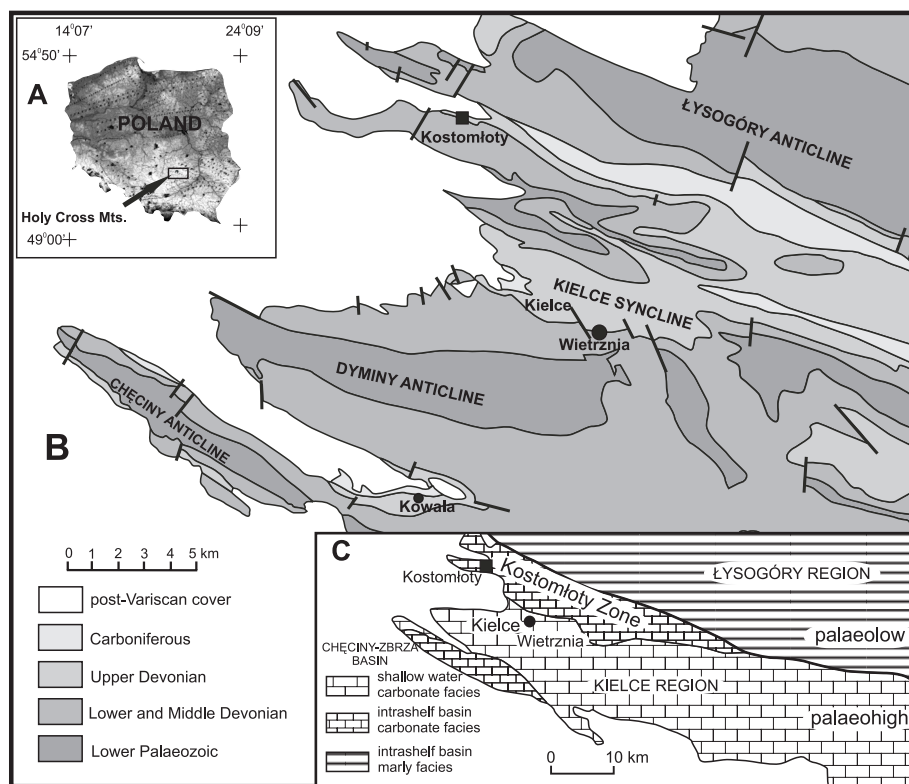 14°07'
24°09'
54°50'
A
POLAND
Holy Cross Mts.
49°00'
Kostomłoty
ŁYSOGÓRY ANTICLINE
KIELCE SYNCLINE
Kielce
Wietrznia
DYMINY ANTICLINE
CHĘCINY ANTICLINE
B
Kowala
0 1 2 3 4 5 km
post-Variscan cover
Carboniferous
Upper Devonian
Lower and Middle Devonian
Lower Palaeozoic
C
Kostomłoty
Kostomłoty Zone
ŁYSOGÓRY REGION
palaeolow
Kielce
Wietrznia
CHĘCINY-ZBRZA
BASIN
KIELCE REGION
palaeohigh
shallow water
carbonate facies
intrashelf basin
carbonate facies
intrashelf basin
marly facies
0 10 km